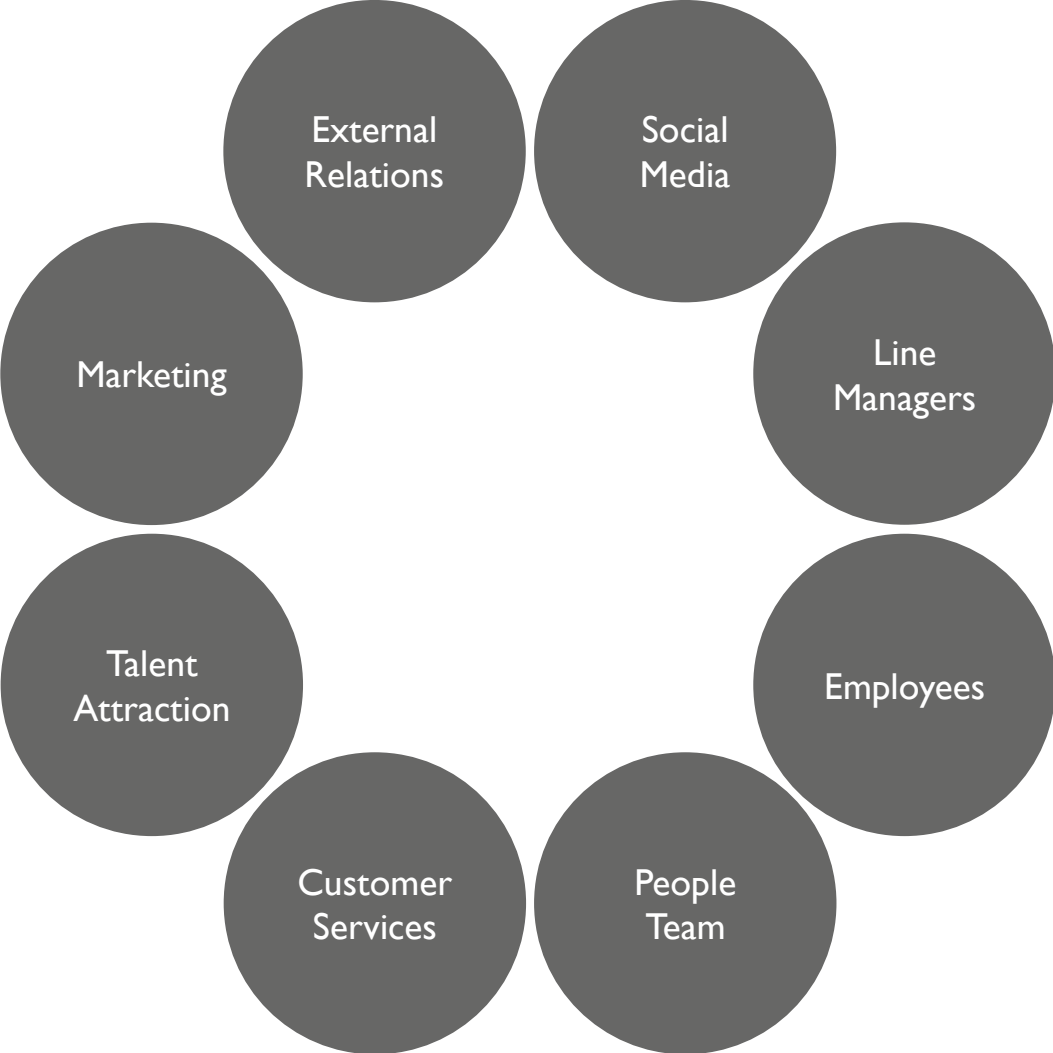 External
Relations
Social
Media
Line
Managers
Employees
People
Team
Customer
Services
Talent
Attraction
Marketing